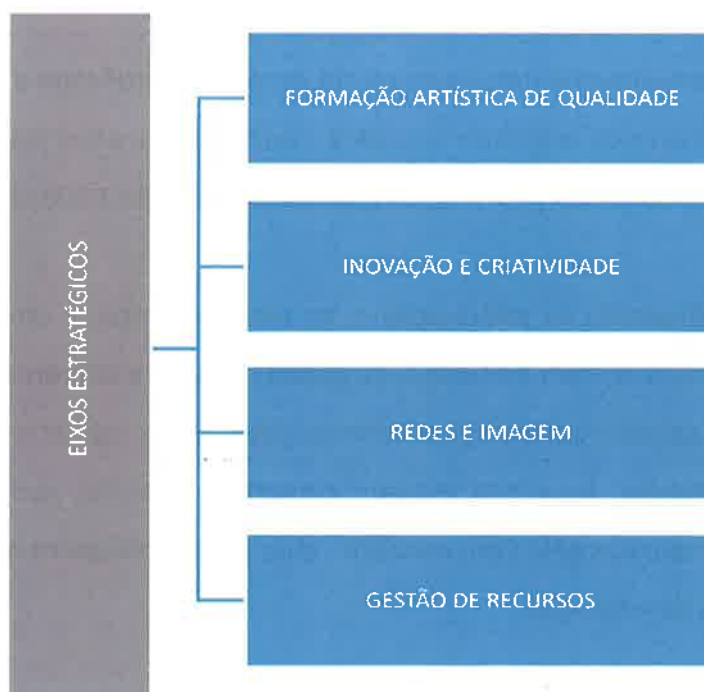 EIXOS ESTRATÉGICOS
FORMAÇÃO ARTÍSTICA DE QUALIDADE
INOVAÇÃO E CRIATIVIDADE
REDES E IMAGEM
GESTÃO DE RECURSOS